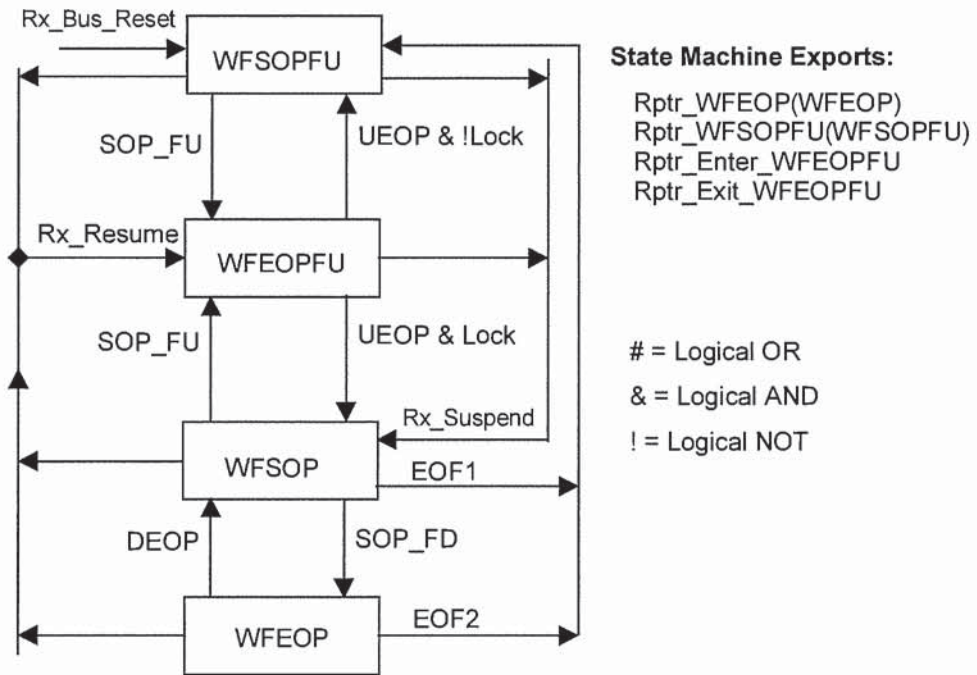 Rx_Bus_Reset
WFSOPFU
SOP_FU
UEOP & !Lock
Rx_Resume
WFEOPFU
SOP_FU
UEOP & Lock
Rx_Suspend
WFSOP
EOF1
DEOP
SOP_FD
WFEOP
EOF2
State Machine Exports:
Rptr_WFEOP(WFEOP)
Rptr_WFSOPFU(WFSOPFU)
Rptr_Enter_WFEOPFU
Rptr_Exit_WFEOPFU
# = Logical OR
& = Logical AND
! = Logical NOT